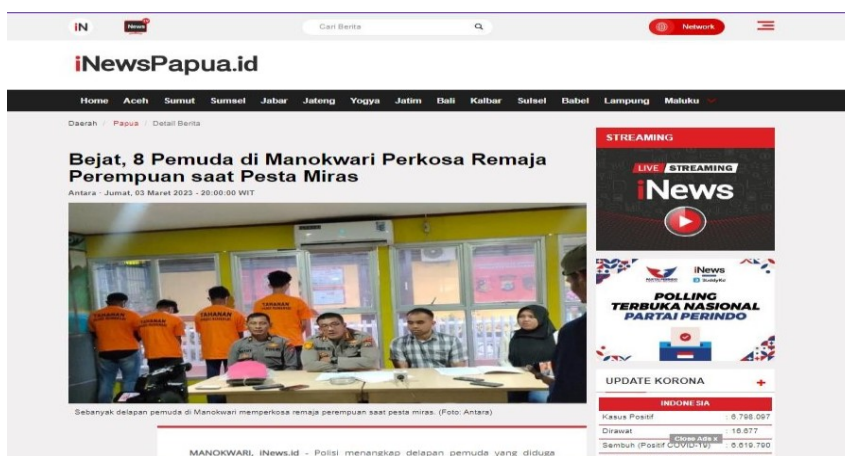 iN
News
Cari Berita
Network
iNewsPapua.id
Home Aceh Sumut Sumsel Jabar Jateng Yogya Jatim Bali Kalbar Sulsel Babel Lampung Maluku
Daerah / Papua / Detail Berita
Bejat, 8 Pemuda di Manokwari Perkosa Remaja
Perempuan saat Pesta Miras
Antara - Jumat, 03 Maret 2023 - 20:00:00 WIT
TAHANAN
TAHANAN
TAHANAN
TAHANAN
Sebanyak delapan pemuda di Manokwari memperkosa remaja perempuan saat pesta miras. (Foto: Antara)
MANOKWARI, iNews.id - Polisi menangkap delapan pemuda yang diduga
STREAMING
LIVE STREAMING
iNews
iNews
POLLING
TERBUKA NASIONAL
PARTAI PERINDO
UPDATE KORONA +
INDONESIA
Kasus Positif : 6.798.097
Dirawat : 16.677
Close Ads x
Sembuh (Positif COVID-19) : 6.619.790